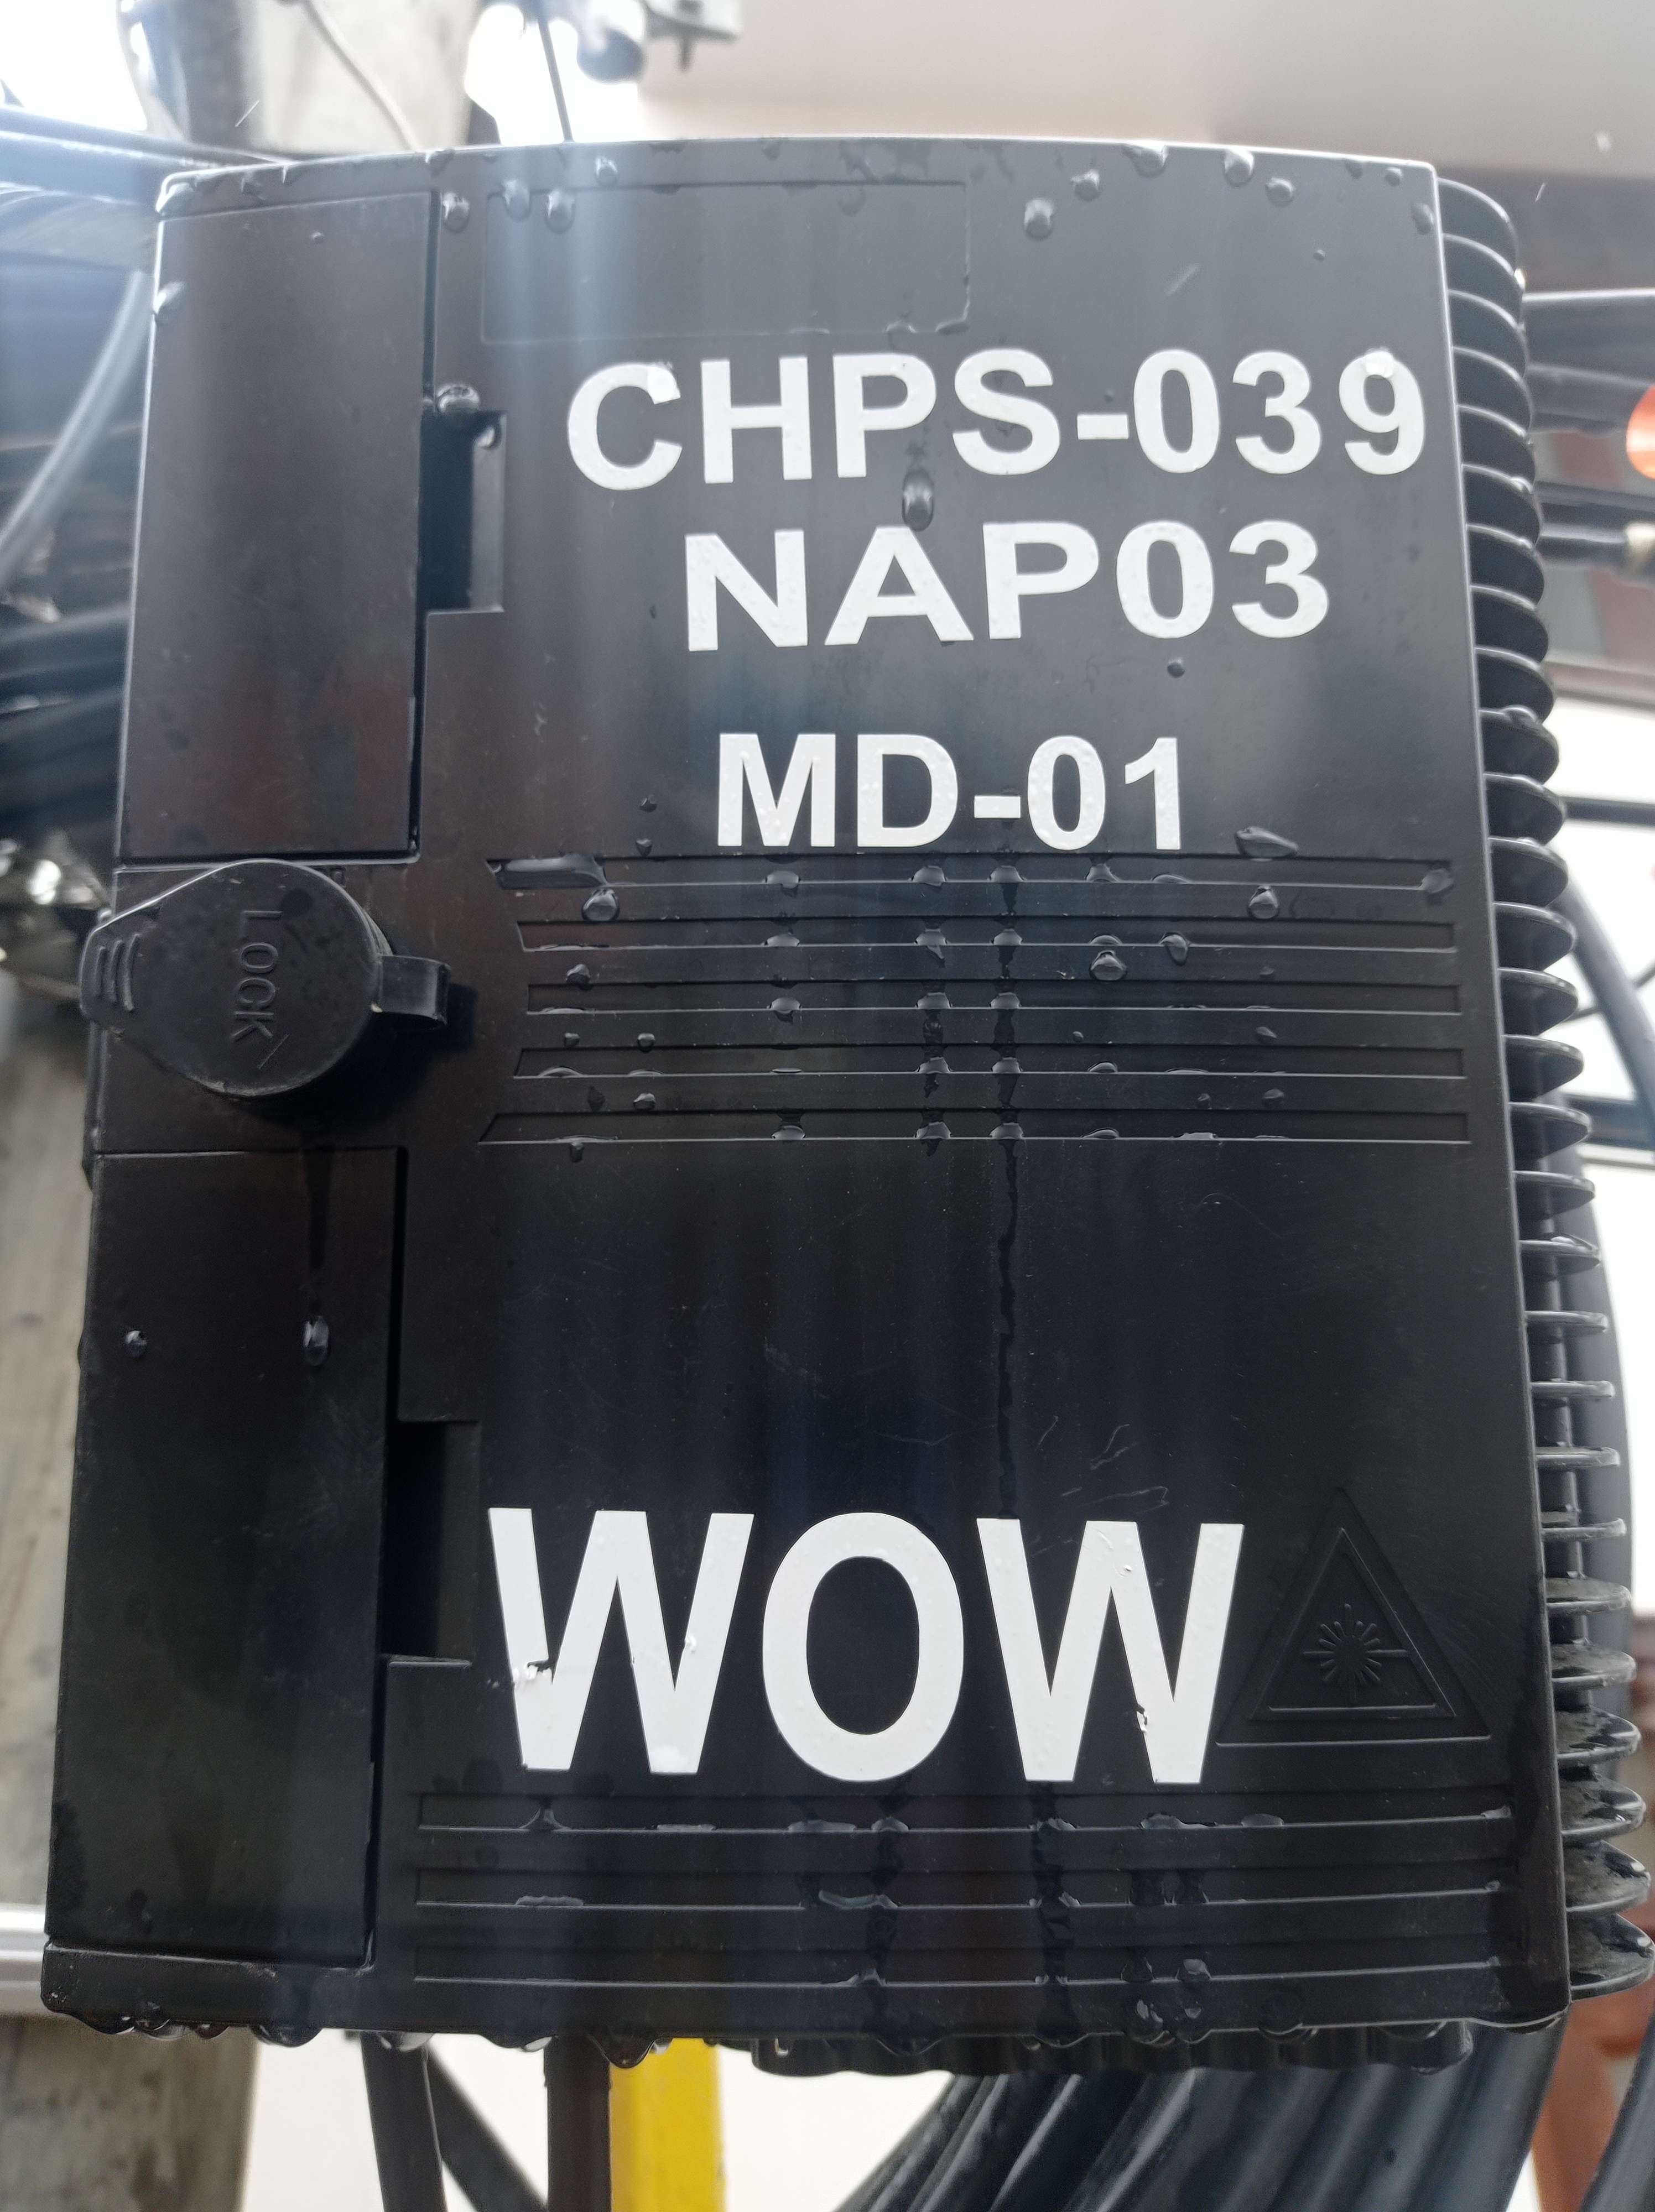 CHPS-039
NAP03
MD-01
LOCK
WOW